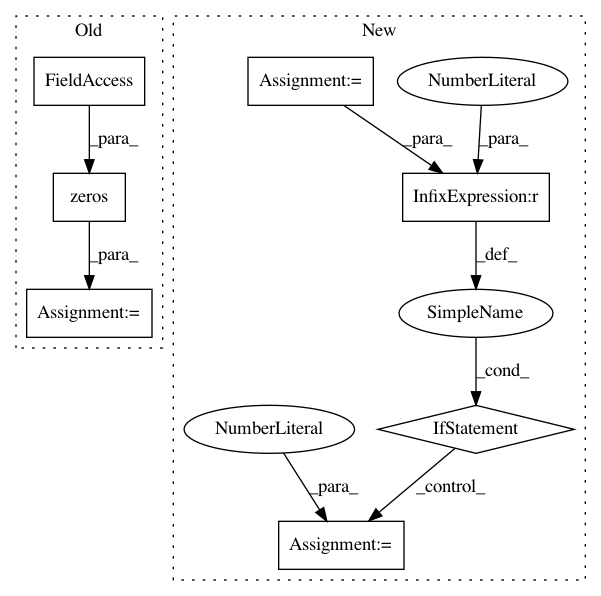 Old
New
FieldAccess
Assignment:=
NumberLiteral
_para_
_para_
_para_
zeros
InfixExpression:r
_para_
_def_
Assignment:=
SimpleName
_cond_
NumberLiteral
IfStatement
_para_
_control_
Assignment:=